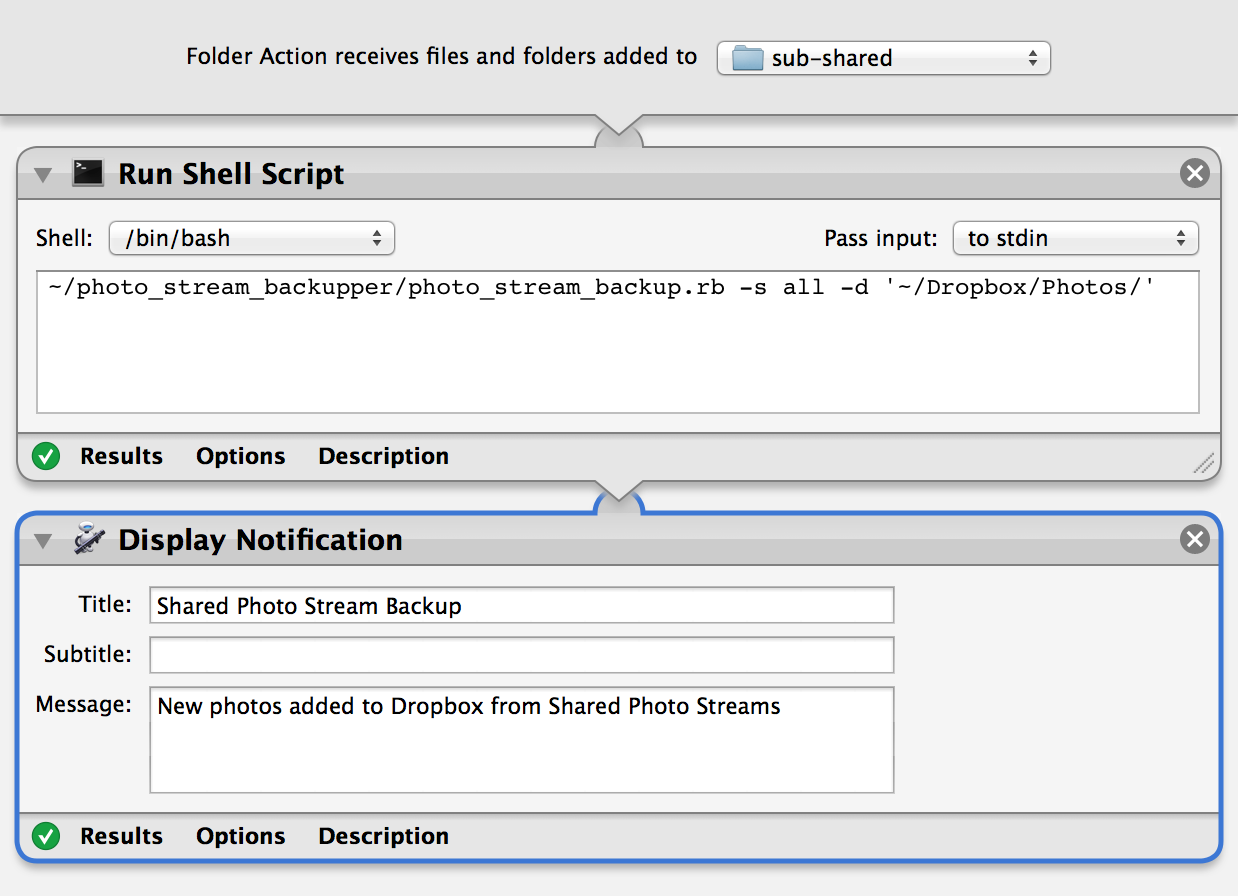 Folder Action receives files and folders added to sub-shared
Run Shell Script
Shell: /bin/bash Pass input: to stdin
~/photo_stream_backupper/photo_stream_backup.rb -s all -d '~/Dropbox/Photos/'
Results Options Description
Display Notification
Title: Shared Photo Stream Backup
Subtitle:
Message: New photos added to Dropbox from Shared Photo Streams
Results Options Description